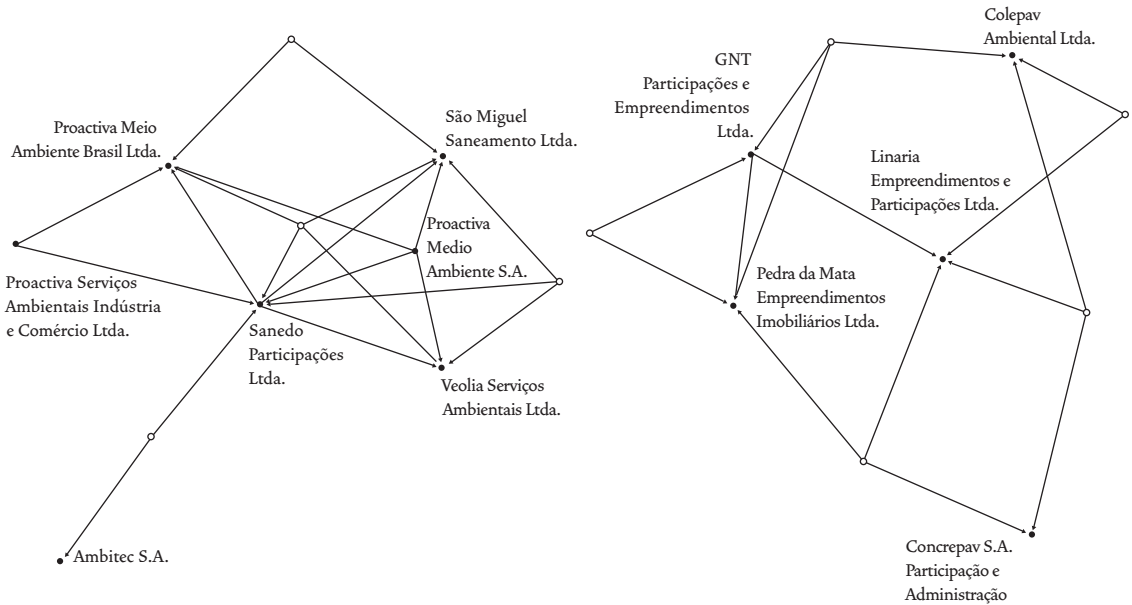 Proactiva Meio
Ambiente Brasil Ltda.
São Miguel
Saneamento Ltda.
Proactiva
Medio
Ambiente S.A.
Proactiva Serviços
Ambientais Indústria
e Comércio Ltda.
Sanedo
Participações
Ltda.
Veolia Serviços
Ambientais Ltda.
Ambitec S.A.
Colepav
Ambiental Ltda.
GNT
Participações e
Empreendimentos
Ltda.
Linaria
Empreendimentos e
Participações Ltda.
Pedra da Mata
Empreendimentos
Imobiliários Ltda.
Concrepav S.A.
Participação e
Administração